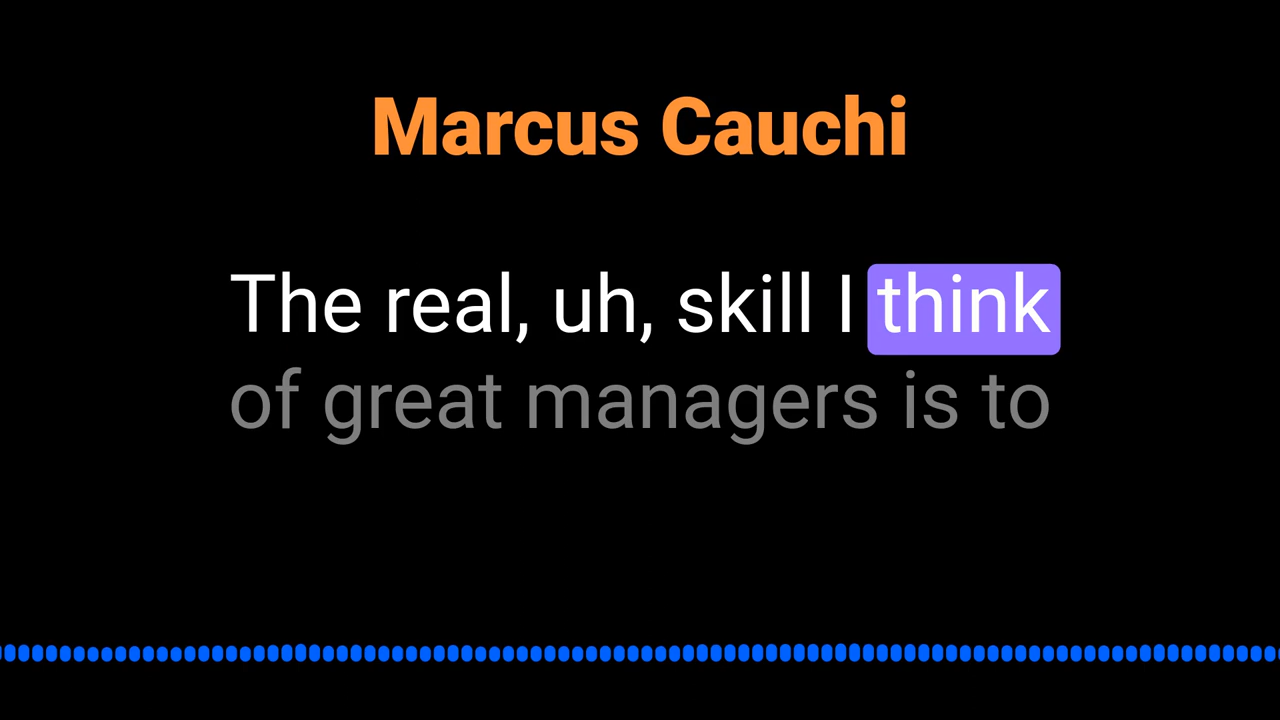 Marcus Cauchi
The real, uh, skill I think
of great managers is to